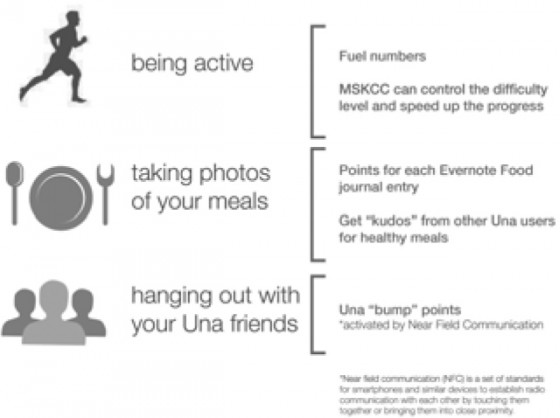 being active
Fuel numbers
MSKCC can control the difficulty
level and speed up the progress
taking photos
of your meals
Points for each Evernote Food
journal entry
Get “kudos” from other Una users
for healthy meals
hanging out with
your Una friends
Una “bump” points
*activated by Near Field Communication
*Near field communication (NFC) is a set of standards
for smartphones and similar devices to establish radio
communication with each other by touching them
together or bringing them into close proximity.